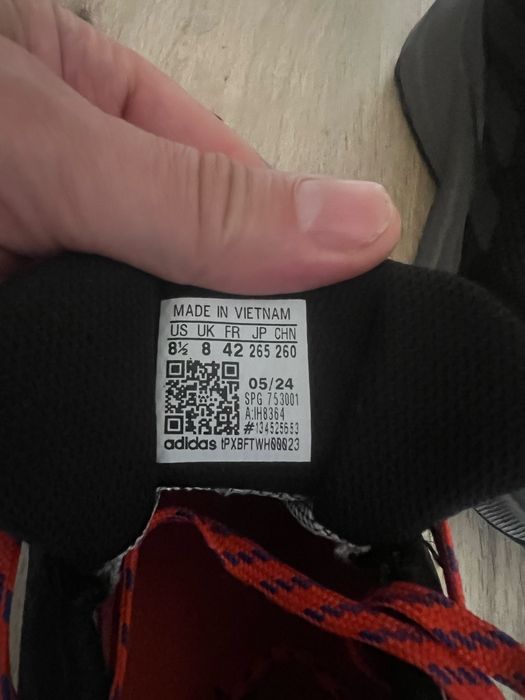 MADE IN VIETNAM
US UK FR JP CHN
8½ 8 42 265 260
05/24
SPG 753001
A:IH8364
#134525653
adidas tPXBFTWH00023